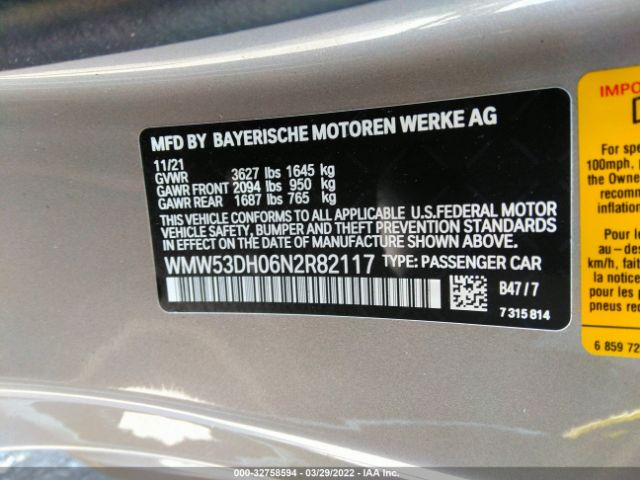 MFD BY BAYERISCHE MOTOREN WERKE AG
11/21
GVWR 3627 lbs 1645 kg
GAWR FRONT 2094 lbs 950 kg
GAWR REAR 1687 lbs 765 kg
THIS VEHICLE CONFORMS TO ALL APPLICABLE U.S.FEDERAL MOTOR
VEHICLE SAFETY, BUMPER AND THEFT PREVENTION STANDARDS
IN EFFECT ON THE DATE OF MANUFACTURE SHOWN ABOVE.
WMW53DH06N2R82117 TYPE: PASSENGER CAR
B47/7
7 315 814
IMPO
For spe
100mph,
the Owne
recomm
inflation
Pour
au-des
km/h, fait
la notice
pour les p
pneus rec
6 859 72
000-32758594 - 03/29/2022 - IAA Inc.